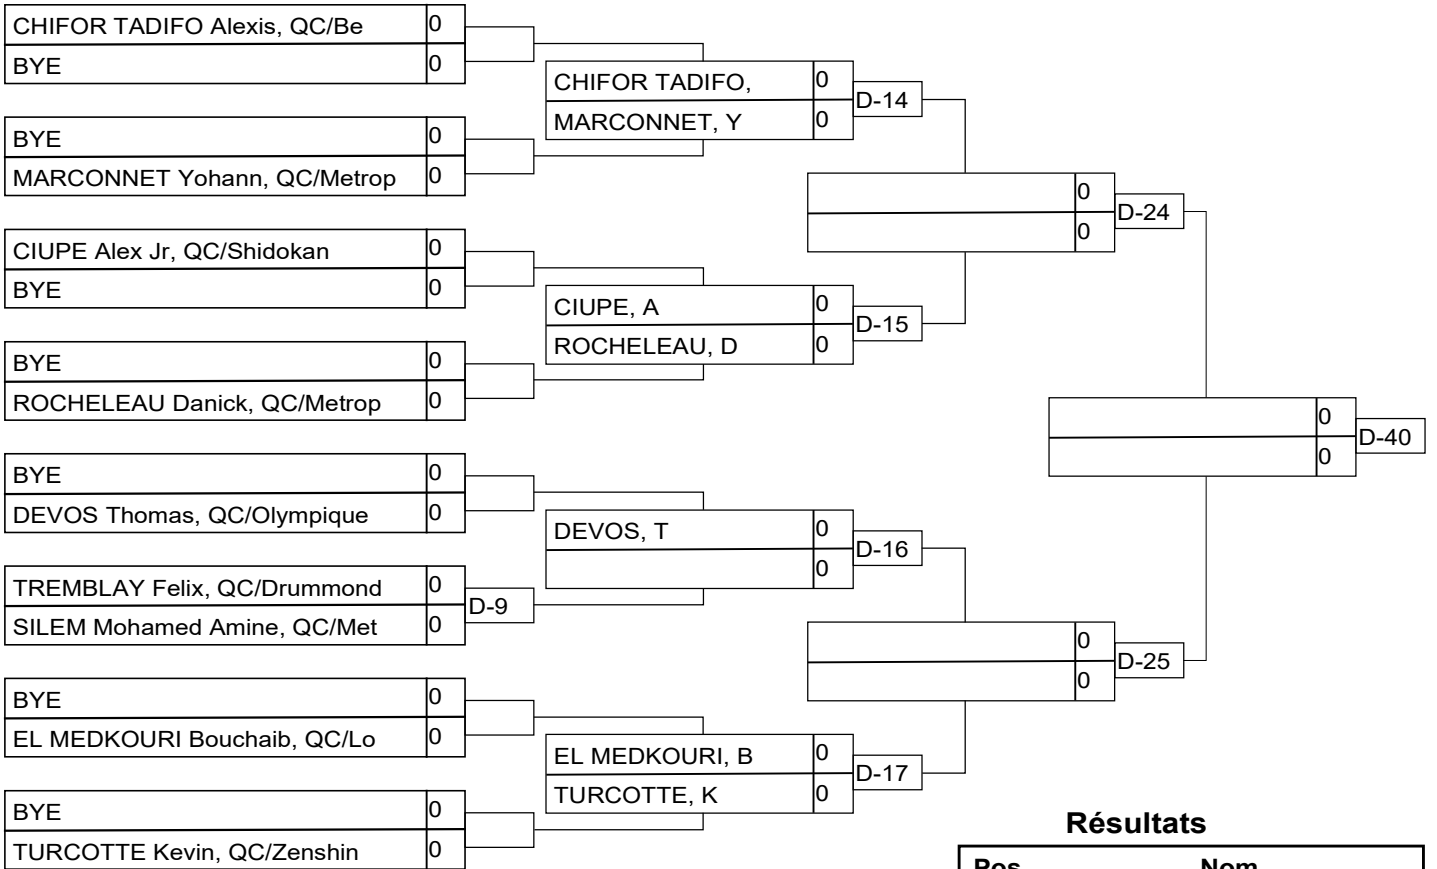 CHIFOR TADIFO Alexis, QC/Be 0
BYE 0
BYE 0
MARCONNET Yohann, QC/Metrop 0
CIUPE Alex Jr, QC/Shidokan 0
BYE 0
BYE 0
ROCHELEAU Danick, QC/Metrop 0
BYE 0
DEVOS Thomas, QC/Olympique 0
TREMBLAY Felix, QC/Drummond 0
SILEM Mohamed Amine, QC/Met 0
D-9
BYE 0
EL MEDKOURI Bouchaib, QC/Lo 0
BYE 0
TURCOTTE Kevin, QC/Zenshin 0
CHIFOR TADIFO, 0
MARCONNET, Y 0
D-14
CIUPE, A 0
ROCHELEAU, D 0
D-15
DEVOS, T 0
0
D-16
EL MEDKOURI, B 0
TURCOTTE, K 0
D-17
0
0
D-24
0
0
D-25
0
0
D-40
Résultats
Pos Nom